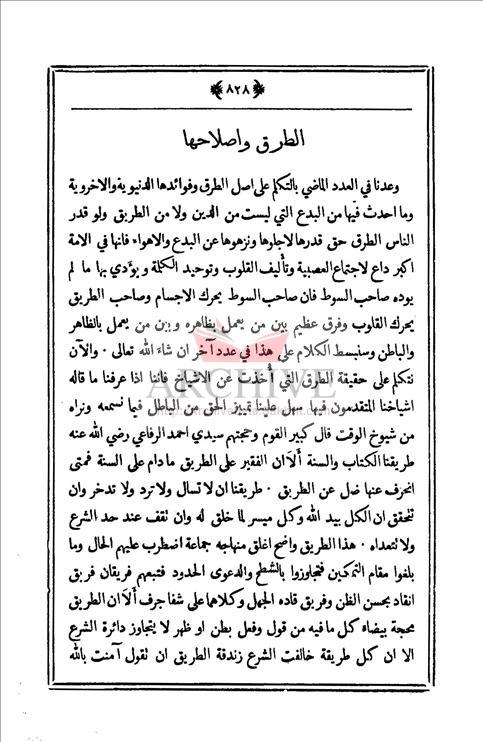 ٨٢٨
الطرق واصلاحها
وعدنا في العدد الماضي بالتكلم على اصل الطرق وفوائدها الدنيوية والاخروية
وما احدث فيها من البدع التي ليست من الدين ولا من الطريق ولو قدر
الناس الطرق حق قدرها لاجلوها ونزهوها عن البدع والاهواء فانها في الامة
اكبر داع لاجتماع العصبية وتأليف القلوب وتوحيد الكلمة ويؤدي بها ما لم
يوده صاحب السوط فان صاحب السوط يحرك الاجسام وصاحب الطريق
يحرك القلوب وفرق عظيم بين من يعمل بظاهره وبين من يعمل بالظاهر
والباطن وسنبسط الكلام على هذا في عدد آخر ان شاء الله تعالى . والآن
نتكلم على حقيقة الطرق التي أُخذت عن الاشياخ فاننا اذا عرفنا ما قاله
اشياخنا المتقدمون فيها سهل علينا تمييز الحق من الباطل فيما نسمعه ونراه
من شيوخ الوقت قال كبير القوم وحجتهم سيدي احمد الرفاعي رضي الله عنه
طريقنا الكتاب والسنة ألا ان الفقير على الطريق ما دام على السنة فمتى
انحرف عنها ضل عن الطريق . طريقنا ان لا تسال ولا ترد ولا تدخر وان
تتحقق ان الكل بيد الله وكل ميسر لما خلق له وان نقف عند حد الشرع
ولا نتعداه . هذا الطريق واضح اغلق منهاجه جماعة اضطرب عليهم الحال وما
بلغوا مقام التمكين فتجاوزوا بالشطح والدعوى الحدود فتبعهم فريقان فريق
انقاد بحسن الظن وفريق قاده الجهل وكلاهما على شفا جرف ألا ان الطريق
محجة بيضاء كل ما فيه من قول وفعل بطن او ظهر لا يتجاوز دائرة الشرع
الا ان كل طريقة خالفت الشرع زندقة الطريق ان نقول آمنت بالله
ARCHIVE